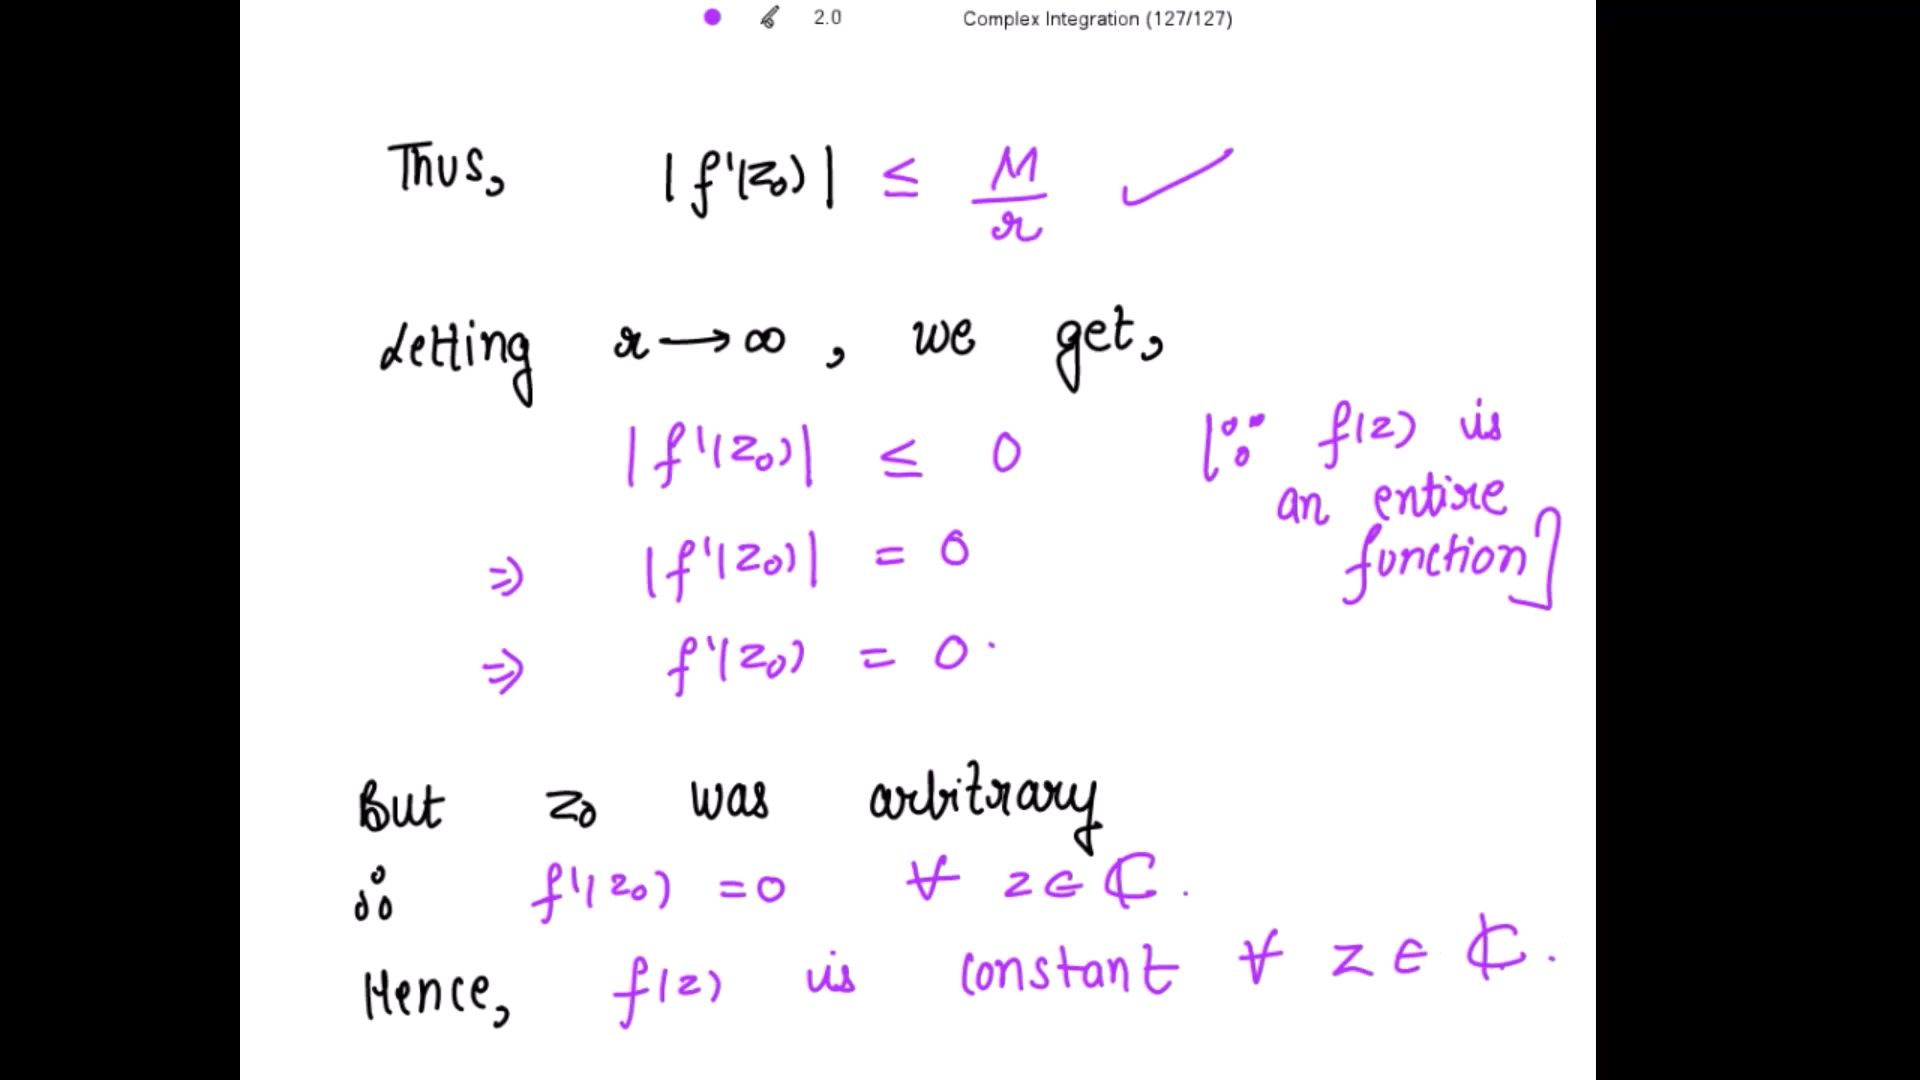 2.0 Complex Integration (127/127)
Thus, |f'(z₀)| ≤ M/r ✓
Letting r → ∞, we get,
|f'(z₀)| ≤ 0 [∵ f(z) is
an entire
function]
⇒ |f'(z₀)| = 0
⇒ f'(z₀) = 0.
But z₀ was arbitrary
∴ f'(z₀) = 0 ∀ z ∈ ℂ.
Hence, f(z) is constant ∀ z ∈ ℂ.